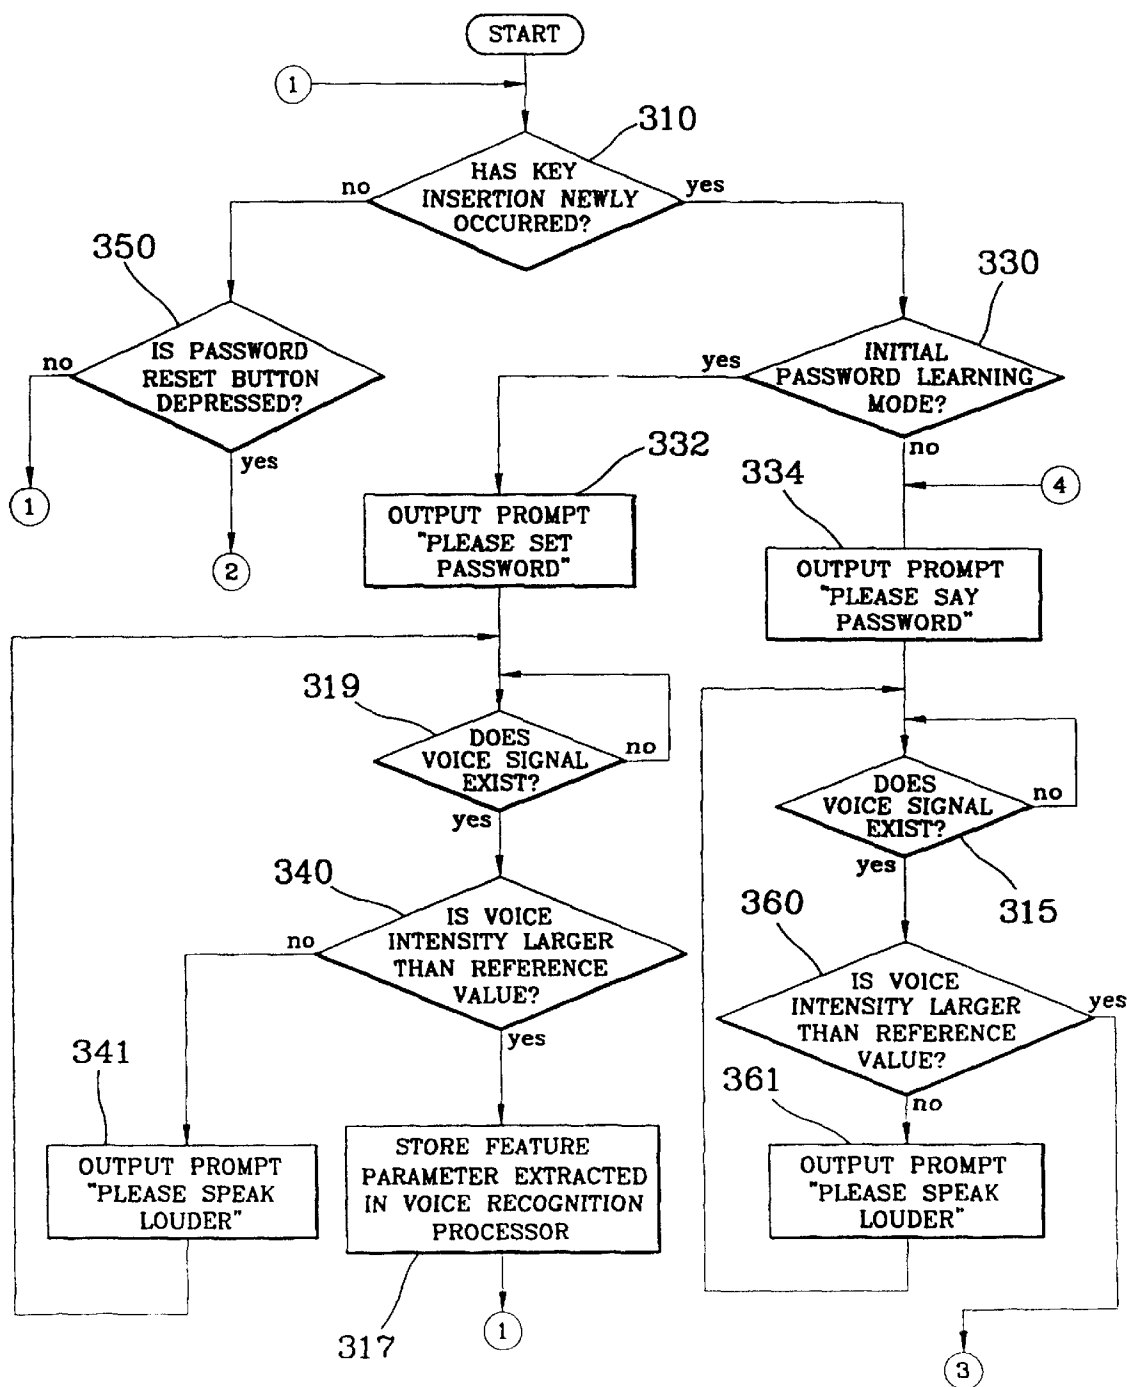 START
1
310
HAS KEY
INSERTION NEWLY
OCCURRED?
no
yes
350
IS PASSWORD
RESET BUTTON
DEPRESSED?
no
yes
1
2
330
INITIAL
PASSWORD LEARNING
MODE?
yes
no
332
OUTPUT PROMPT
"PLEASE SET
PASSWORD"
334
4
OUTPUT PROMPT
"PLEASE SAY
PASSWORD"
319
DOES
VOICE SIGNAL
EXIST?
no
yes
DOES
VOICE SIGNAL
EXIST?
no
yes
315
340
IS VOICE
INTENSITY LARGER
THAN REFERENCE
VALUE?
no
yes
360
IS VOICE
INTENSITY LARGER
THAN REFERENCE
VALUE?
yes
no
341
OUTPUT PROMPT
"PLEASE SPEAK
LOUDER"
STORE FEATURE
PARAMETER EXTRACTED
IN VOICE RECOGNITION
PROCESSOR
317
1
361
OUTPUT PROMPT
"PLEASE SPEAK
LOUDER"
3